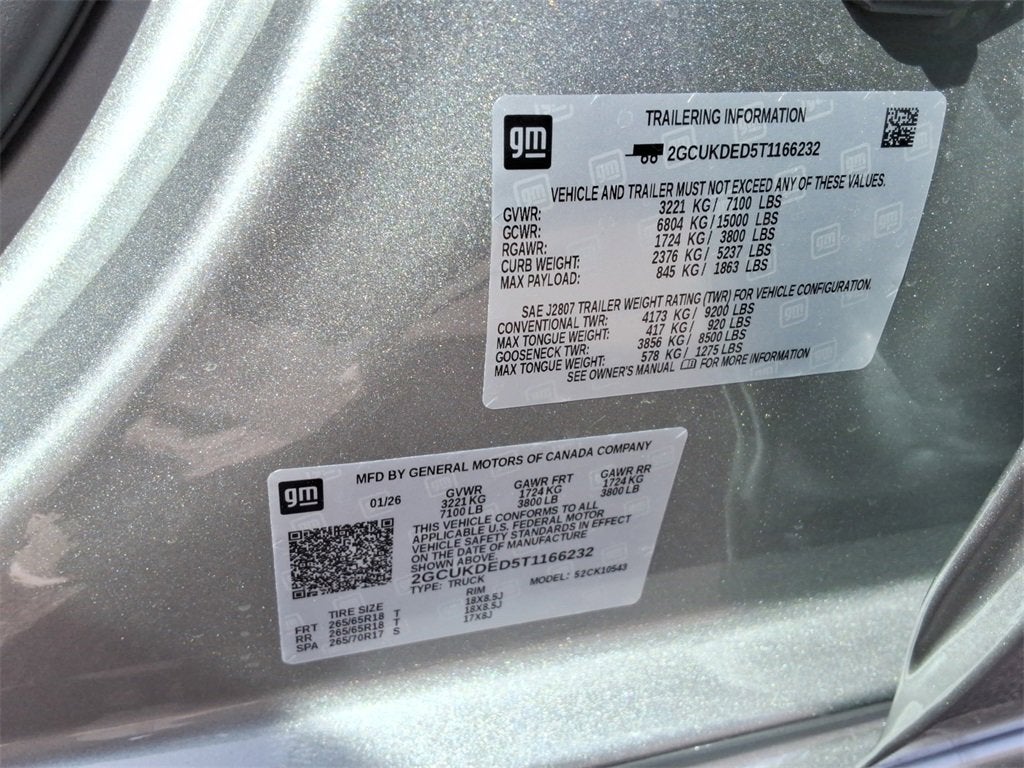 gm
TRAILERING INFORMATION
2GCUKDED5T1166232
VEHICLE AND TRAILER MUST NOT EXCEED ANY OF THESE VALUES.
GVWR: 3221 KG / 7100 LBS
GCWR: 6804 KG / 15000 LBS
RGAWR: 1724 KG / 3800 LBS
CURB WEIGHT: 2376 KG / 5237 LBS
MAX PAYLOAD: 845 KG / 1863 LBS
SAE J2807 TRAILER WEIGHT RATING (TWR) FOR VEHICLE CONFIGURATION.
CONVENTIONAL TWR: 4173 KG / 9200 LBS
MAX TONGUE WEIGHT: 417 KG / 920 LBS
GOOSENECK TWR: 3856 KG / 8500 LBS
MAX TONGUE WEIGHT: 578 KG / 1275 LBS
SEE OWNER'S MANUAL FOR MORE INFORMATION
gm
MFD BY GENERAL MOTORS OF CANADA COMPANY
01/26 GVWR GAWR FRT GAWR RR
3221 KG 1724 KG 1724 KG
7100 LB 3800 LB 3800 LB
THIS VEHICLE CONFORMS TO ALL
APPLICABLE U.S. FEDERAL MOTOR
VEHICLE SAFETY STANDARDS IN EFFECT
ON THE DATE OF MANUFACTURE
SHOWN ABOVE.
2GCUKDED5T1166232
TYPE: TRUCK MODEL: 52CK10543
TIRE SIZE RIM
FRT 265/65R18 T 18X8.5J
RR 265/65R18 T 18X8.5J
SPA 265/70R17 S 17X8J